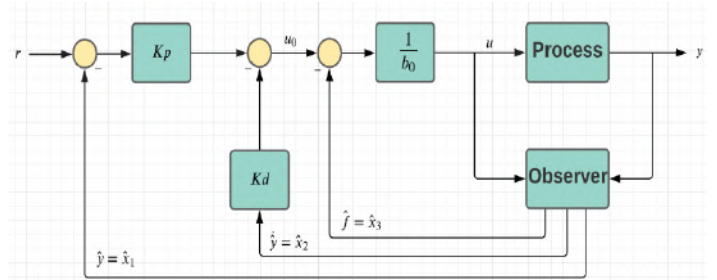 r
−
Kp
−
u₀
−
1
b₀
u
Process
y
Kd
Observer
f̂ = x̂₃
ŷ̇ = x̂₂
ŷ = x̂₁